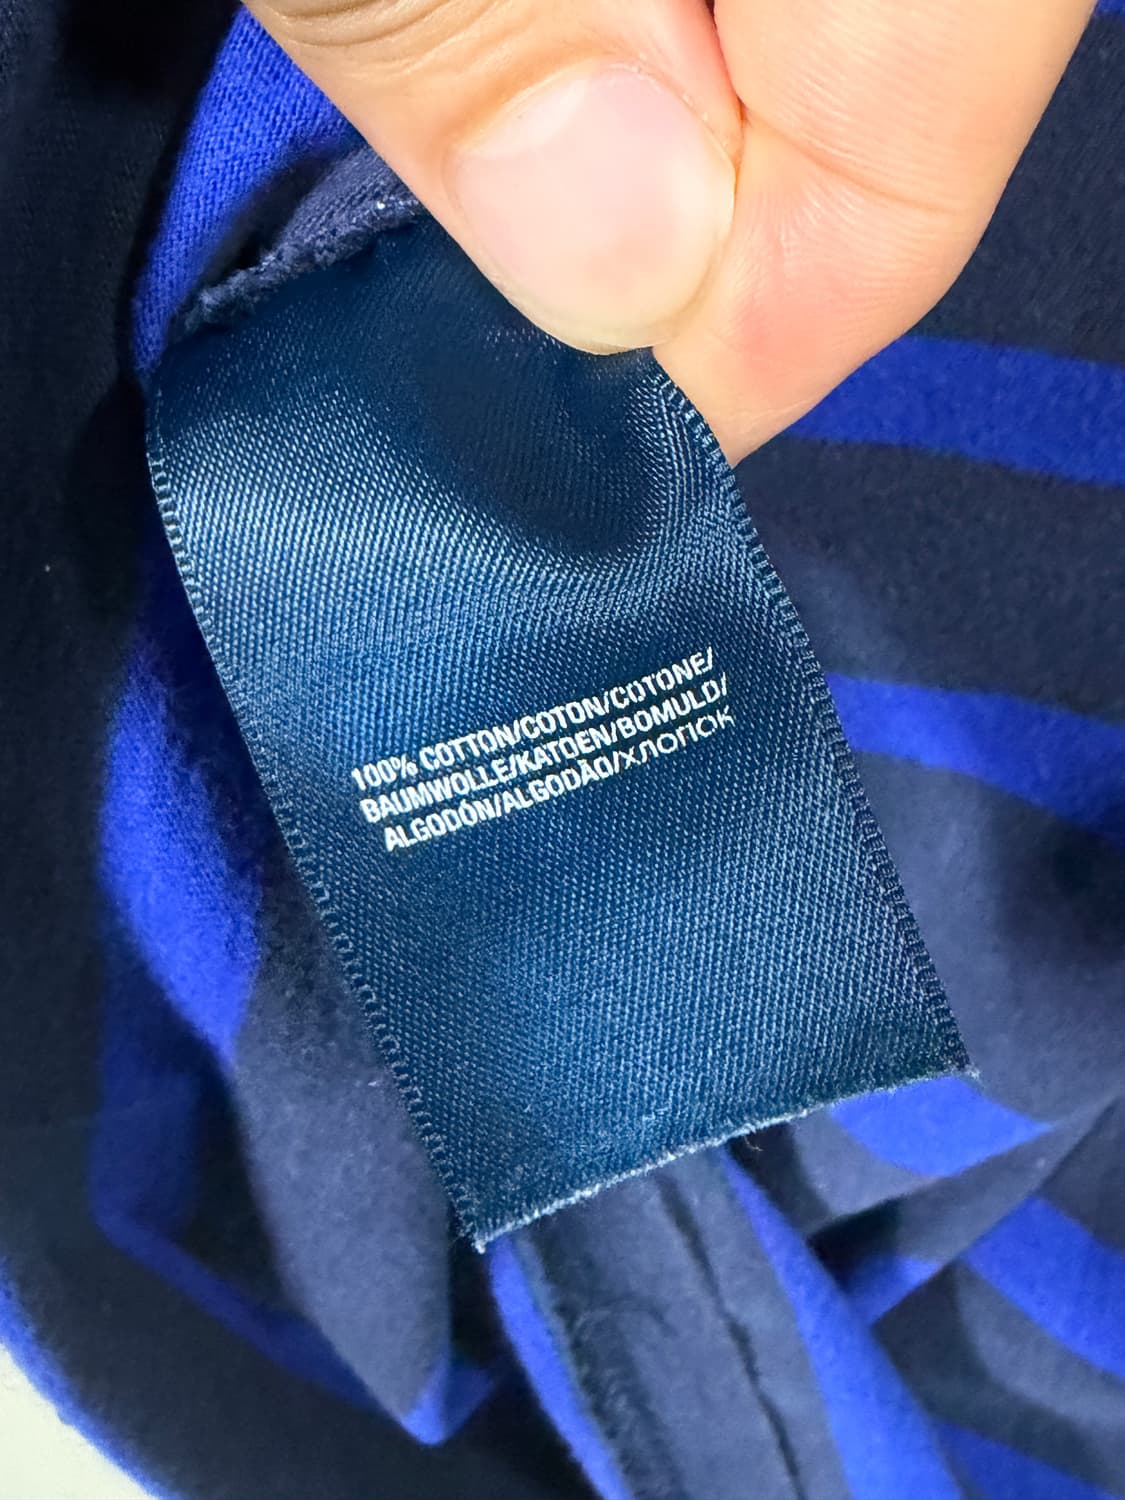 100% COTTON/COTON/COTONE/
BAUMWOLLE/KATOEN/BOMULD/
ALGODÓN/ALGODÃO/ХЛОПОК